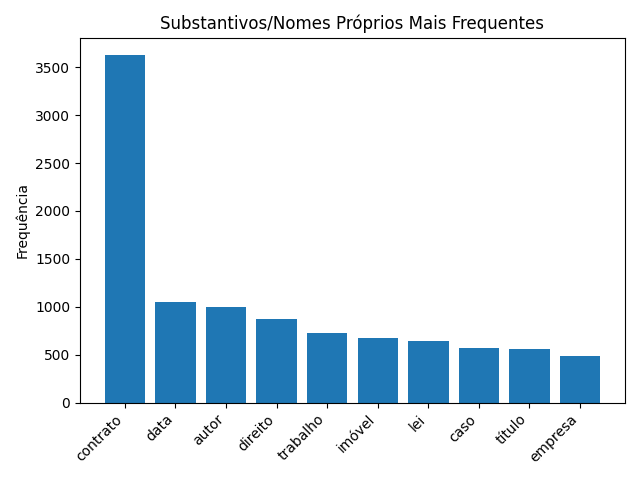 Substantivos/Nomes Próprios Mais Frequentes
Frequência
3500
3000
2500
2000
1500
1000
500
0
contrato
data
autor
direito
trabalho
imóvel
lei
caso
título
empresa